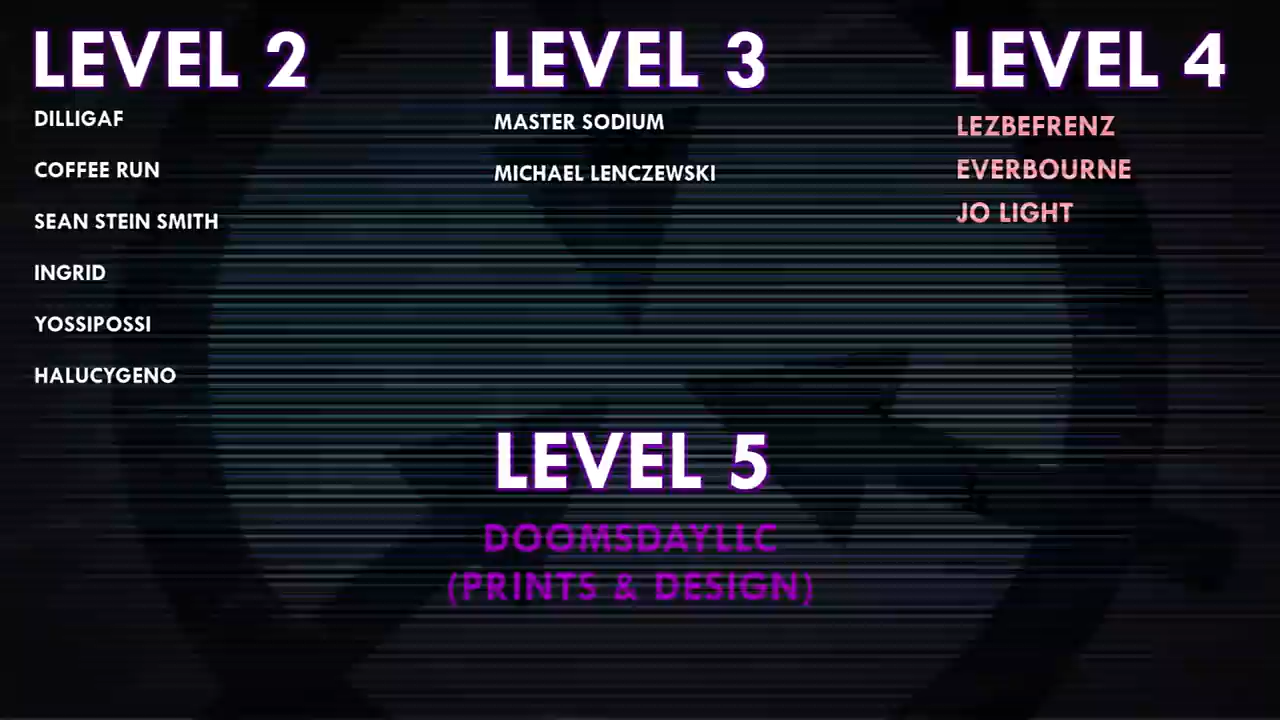 LEVEL 2
DILLIGAF
COFFEE RUN
SEAN STEIN SMITH
INGRID
YOSSIPOSSI
HALUCYGENO
LEVEL 3
MASTER SODIUM
MICHAEL LENCZEWSKI
LEVEL 4
LEZBEFRENZ
EVERBOURNE
JO LIGHT
LEVEL 5
DOOMSDAYLLC
(PRINTS & DESIGN)